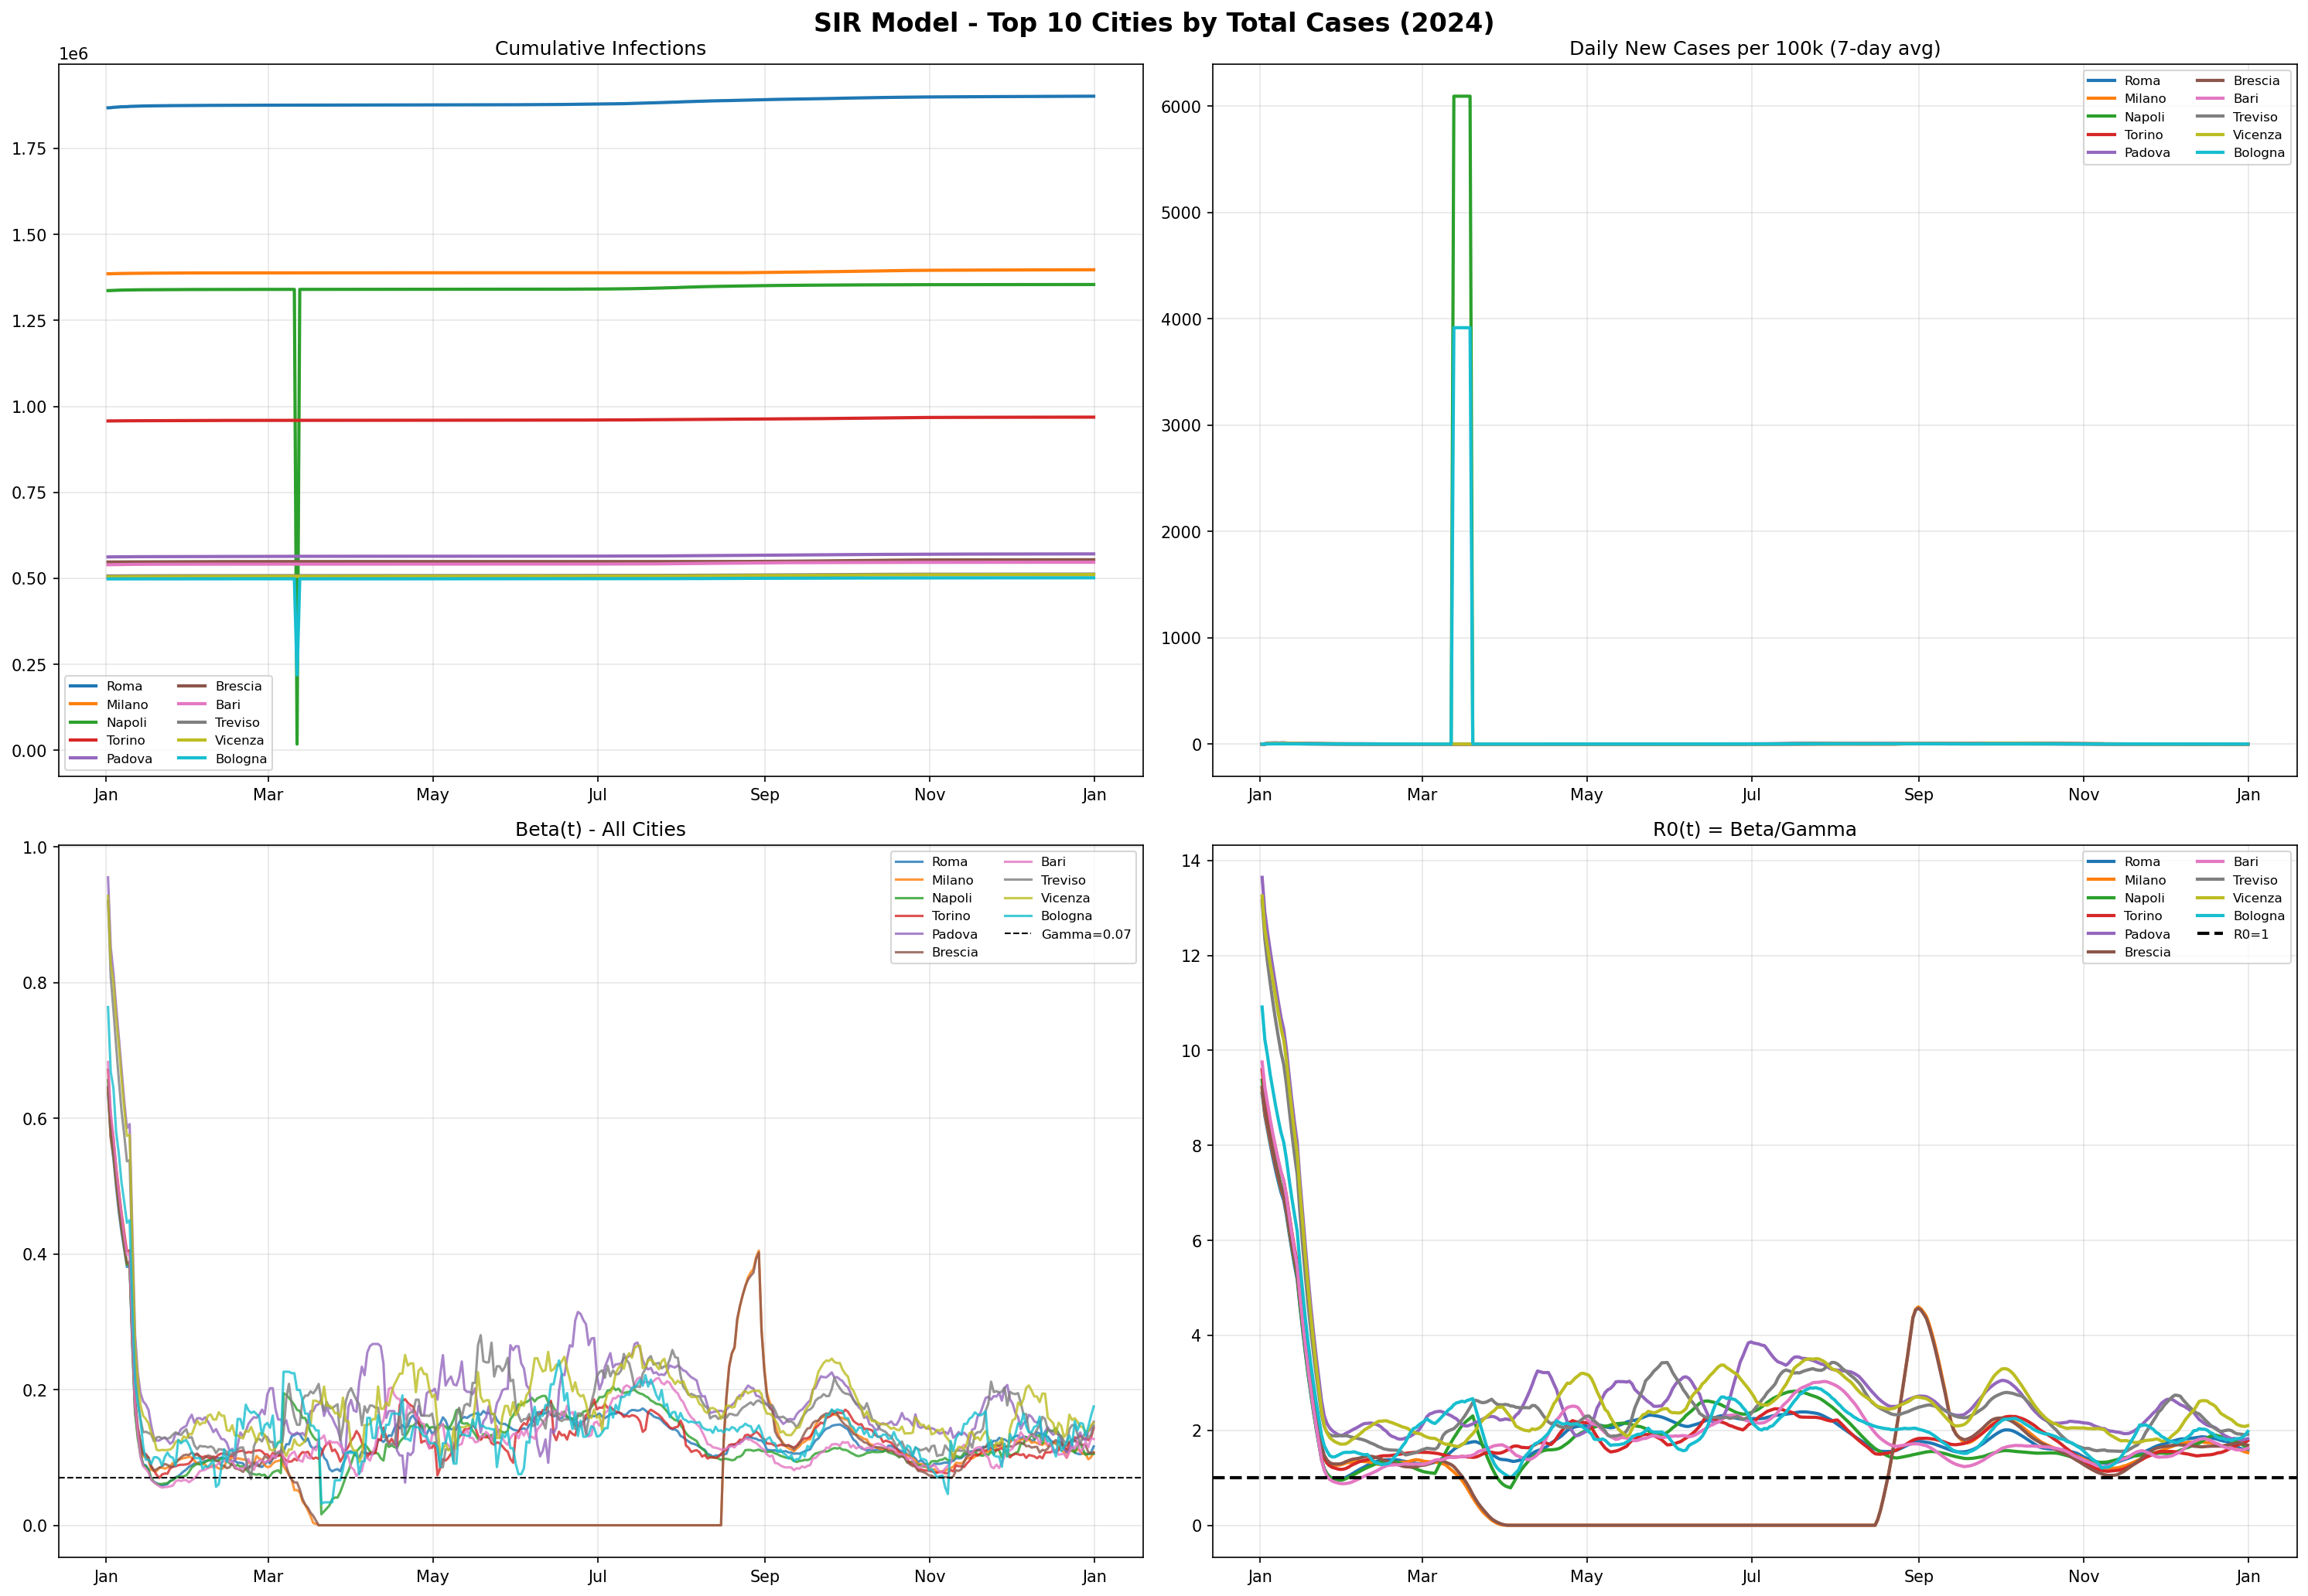 SIR Model - Top 10 Cities by Total Cases (2024)
Cumulative Infections
1e6
1.75
1.50
1.25
1.00
0.75
0.50
0.25
0.00
Jan Mar May Jul Sep Nov Jan
Roma Brescia
Milano Bari
Napoli Treviso
Torino Vicenza
Padova Bologna
Daily New Cases per 100k (7-day avg)
6000
5000
4000
3000
2000
1000
0
Jan Mar May Jul Sep Nov Jan
Roma Brescia
Milano Bari
Napoli Treviso
Torino Vicenza
Padova Bologna
Beta(t) - All Cities
1.0
0.8
0.6
0.4
0.2
0.0
Jan Mar May Jul Sep Nov Jan
Roma Bari
Milano Treviso
Napoli Vicenza
Torino Bologna
Padova Gamma=0.07
Brescia
R0(t) = Beta/Gamma
14
12
10
8
6
4
2
0
Jan Mar May Jul Sep Nov Jan
Roma Bari
Milano Treviso
Napoli Vicenza
Torino Bologna
Padova R0=1
Brescia